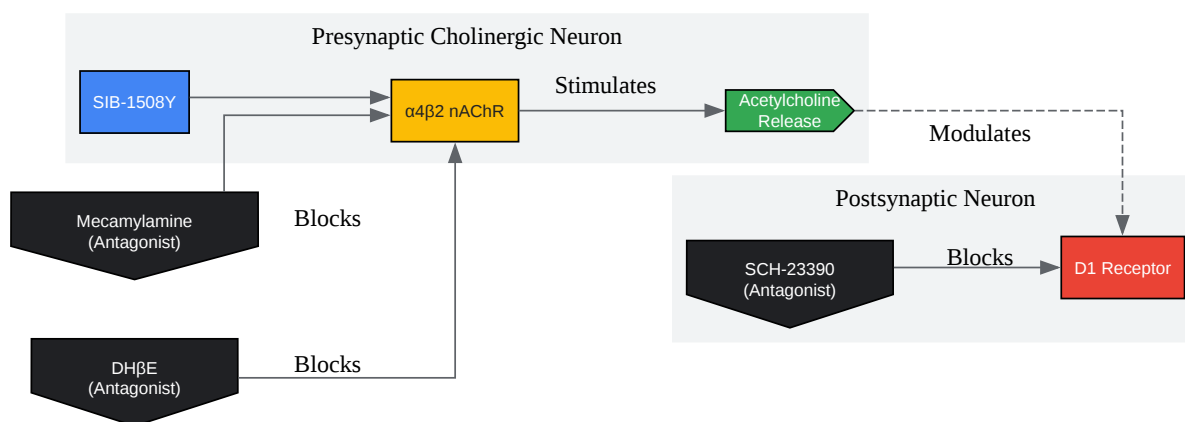 Presynaptic Cholinergic Neuron
SIB-1508Y
α4β2 nAChR
Stimulates
Acetylcholine
Release
Modulates
Mecamylamine
(Antagonist)
Blocks
Postsynaptic Neuron
SCH-23390
(Antagonist)
Blocks
D1 Receptor
DHβE
(Antagonist)
Blocks